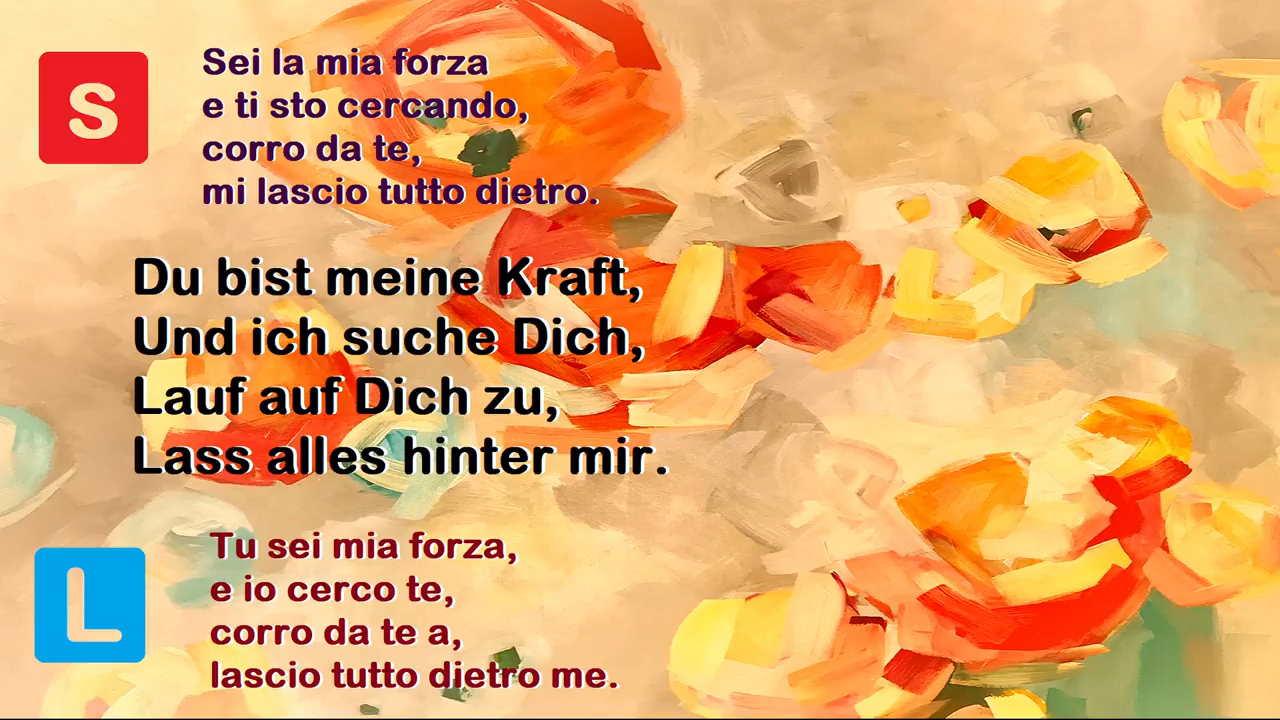 S
Sei la mia forza
e ti sto cercando,
corro da te,
mi lascio tutto dietro.
Du bist meine Kraft,
Und ich suche Dich,
Lauf auf Dich zu,
Lass alles hinter mir.
L
Tu sei mia forza,
e io cerco te,
corro da te a,
lascio tutto dietro me.